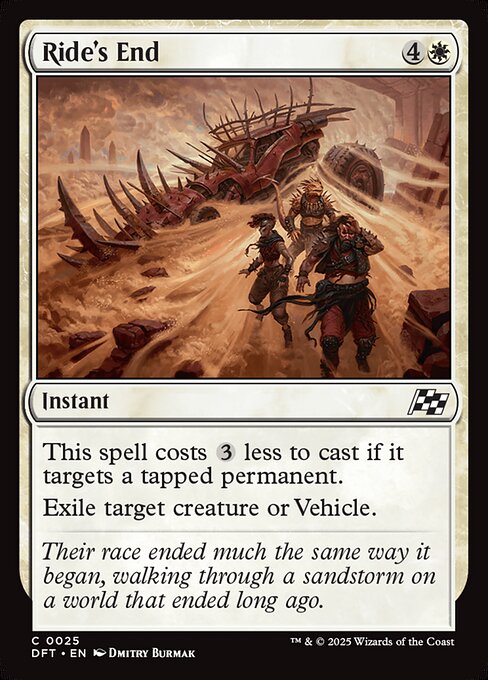 Ride's End 4
Instant
This spell costs 3 less to cast if it
targets a tapped permanent.
Exile target creature or Vehicle.
Their race ended much the same way it
began, walking through a sandstorm on
a world that ended long ago.
C 0025
DFT • EN Dmitry Burmak
™ & © 2025 Wizards of the Coast